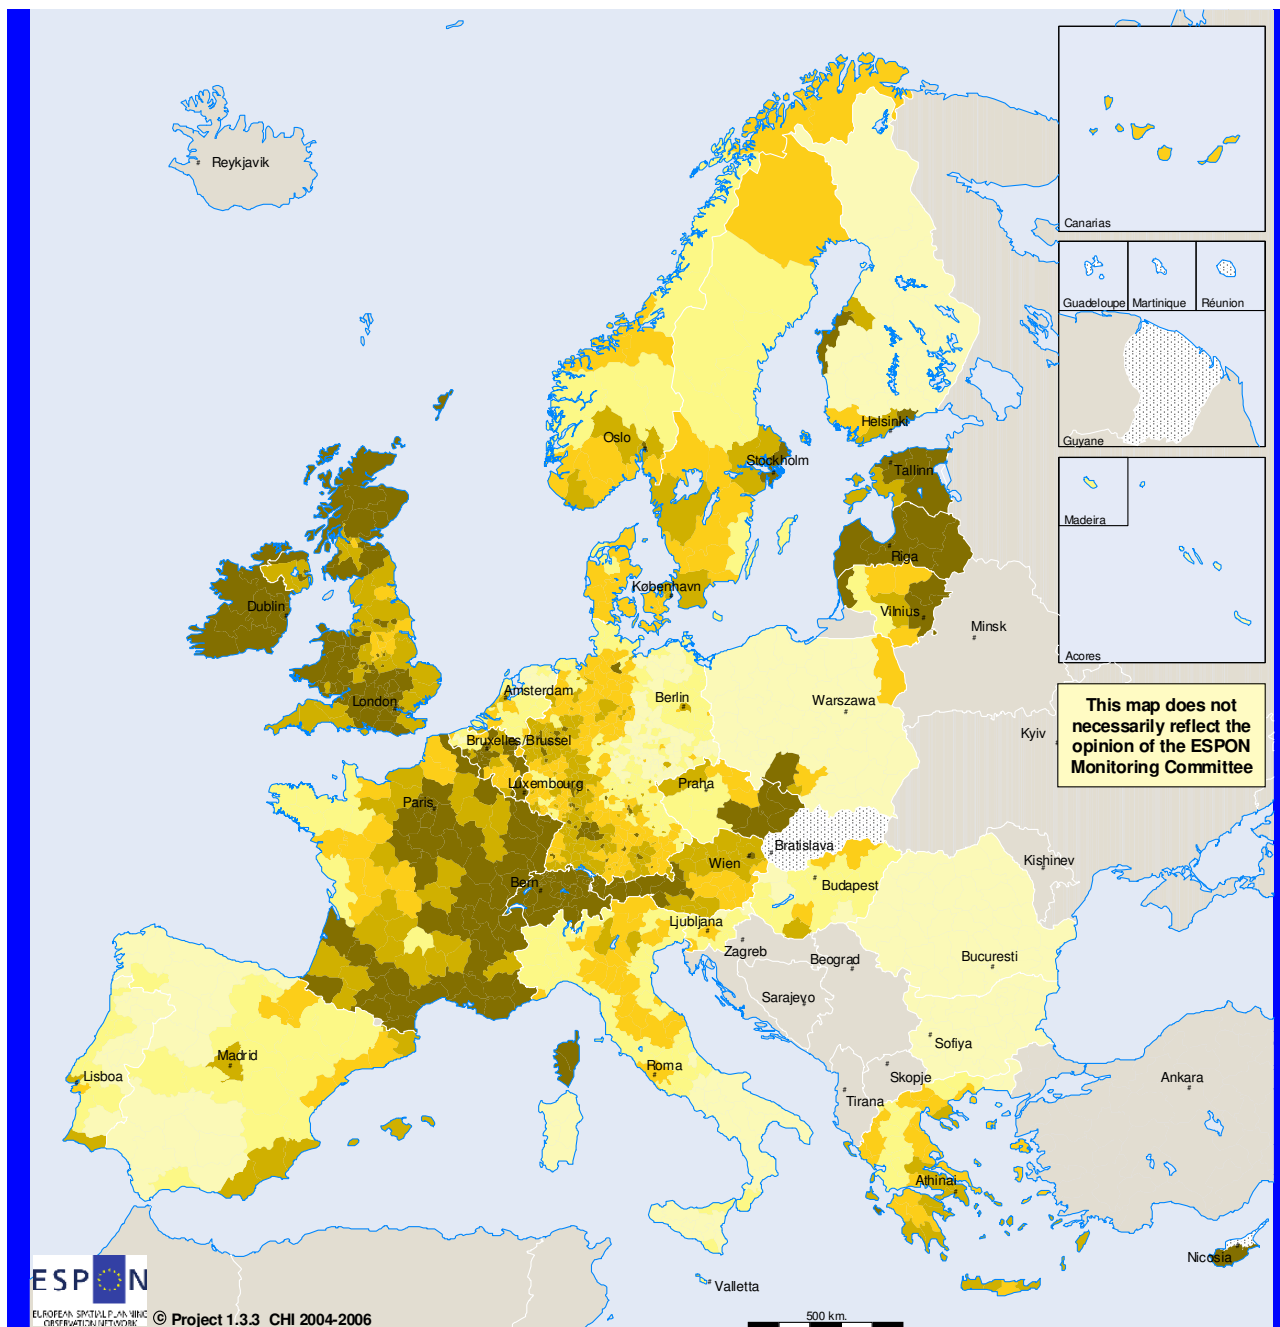 Reykjavik
Canarias
Guadeloupe
Martinique
Réunion
Guyane
Madeira
Acores
Oslo
Helsinki
Stockholm
Tallinn
Riga
København
Vilnius
Minsk
Dublin
London
Amsterdam
Berlin
Warszawa
Kyiv
This map does not
necessarily reflect the
opinion of the ESPON
Monitoring Committee
Bruxelles/Brussel
Luxembourg
Praha
Paris
Bratislava
Wien
Kishinev
Bern
Budapest
Ljubljana
Zagreb
Beograd
Bucuresti
Sarajevo
Sofiya
Madrid
Lisboa
Roma
Skopje
Ankara
Tirana
Athinai
Nicosia
Valletta
ESPON
EUROPEAN SPATIAL PLANNING
OBSERVATION NETWORK
© Project 1.3.3 CHI 2004-2006
500 km.